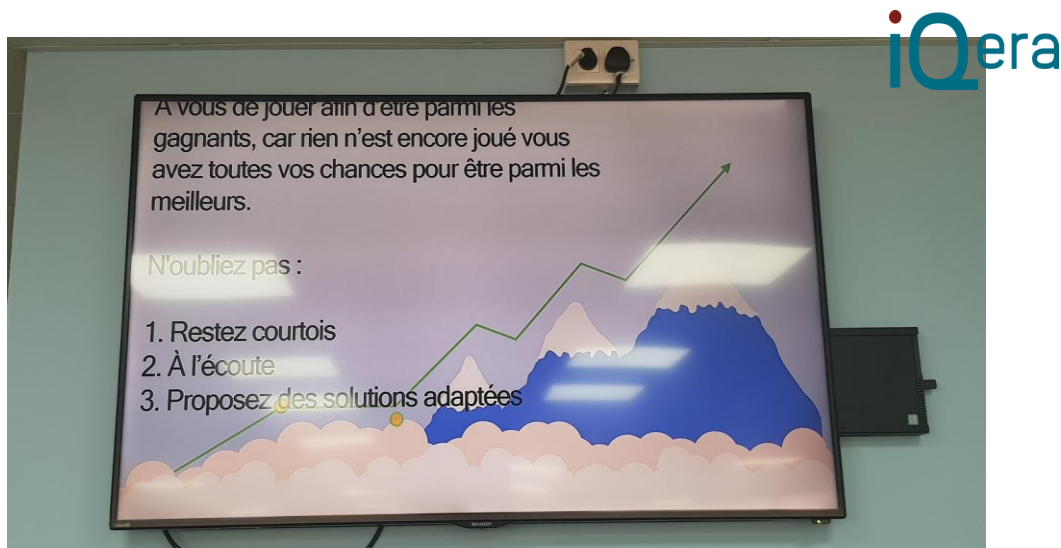 iQera
À vous de jouer afin d'être parmi les
gagnants, car rien n'est encore joué vous
avez toutes vos chances pour être parmi les
meilleurs.
N'oubliez pas :
1. Restez courtois
2. À l'écoute
3. Proposez des solutions adaptées
SHARP